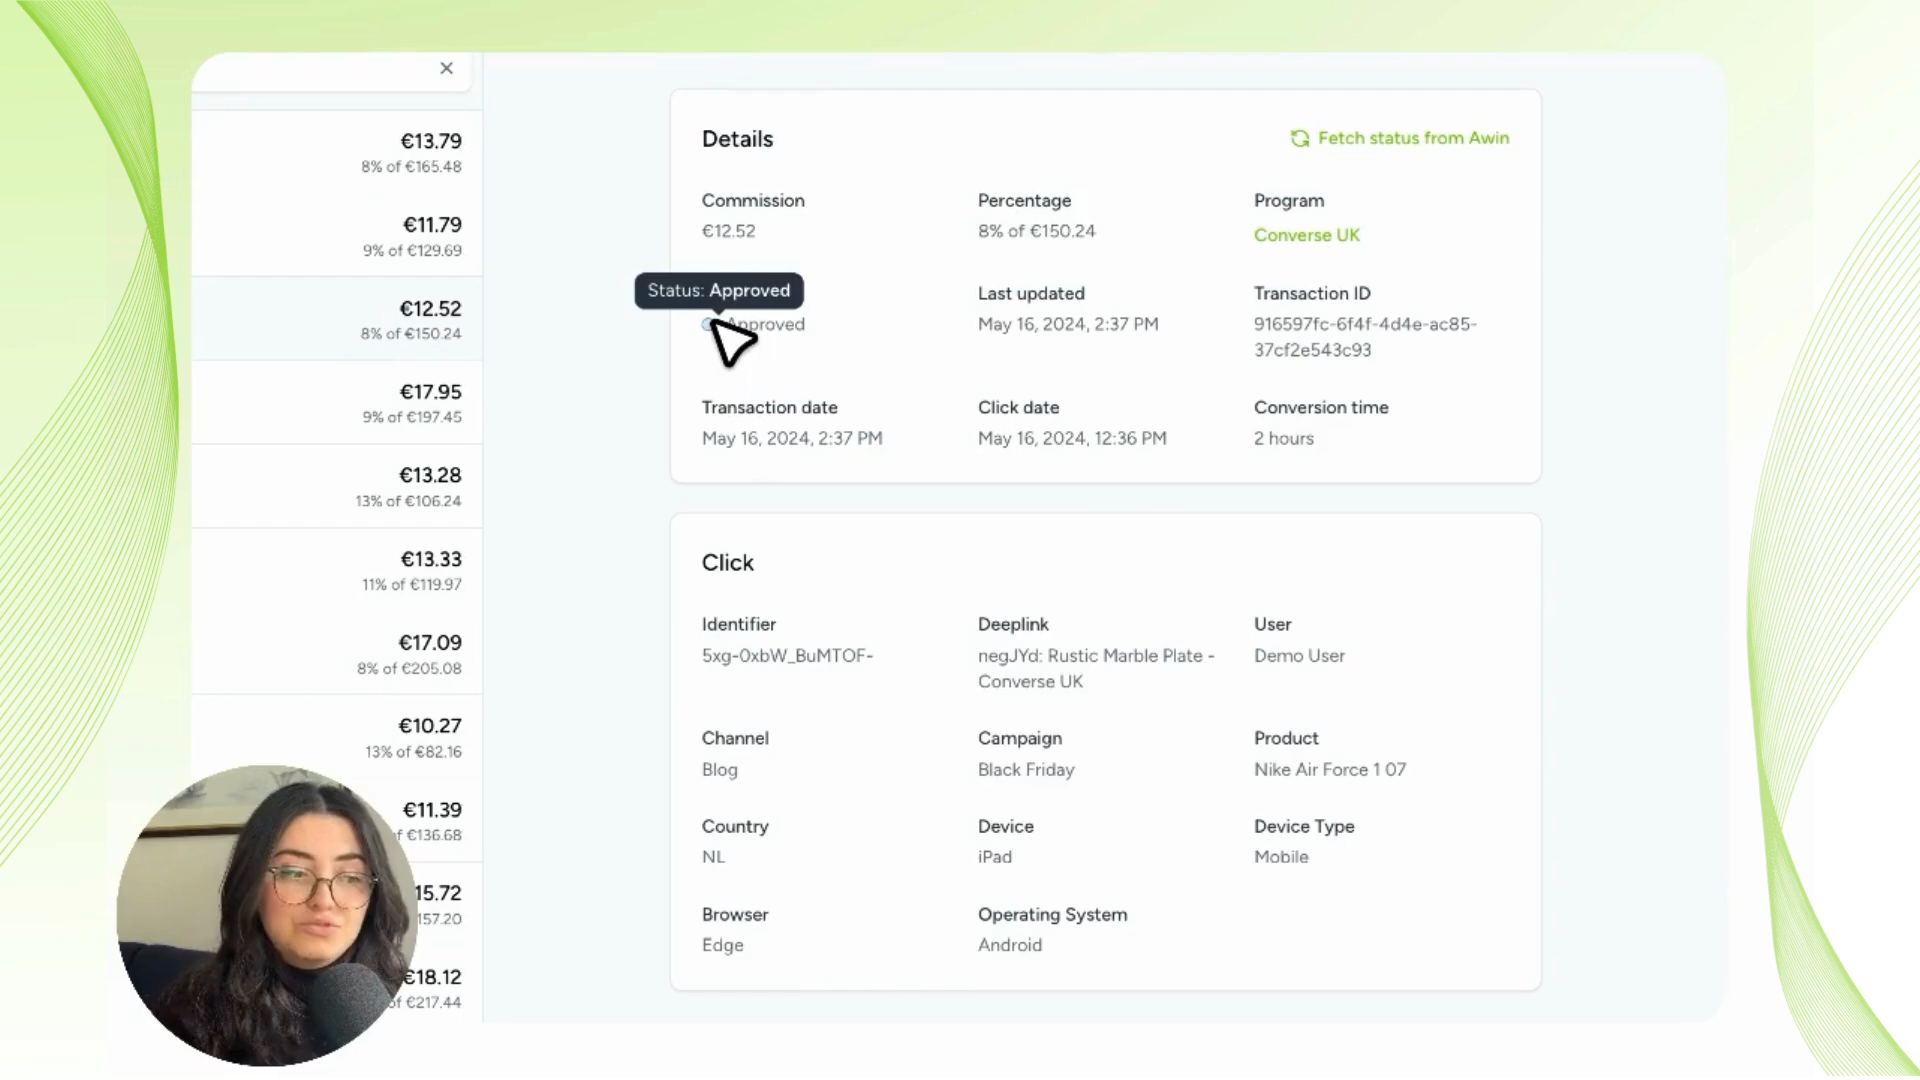 €13.79
8% of €165.48
€11.79
9% of €129.69
€12.52
8% of €150.24
€17.95
9% of €197.45
€13.28
13% of €106.24
€13.33
11% of €119.97
€17.09
8% of €205.08
€10.27
13% of €82.16
€11.39
€136.68
15.72
157.20
€18.12
of €217.44
Details
Fetch status from Awin
Commission
€12.52
Percentage
8% of €150.24
Program
Converse UK
Status: Approved
Approved
Last updated
May 16, 2024, 2:37 PM
Transaction ID
916597fc-6f4f-4d4e-ac85-
37cf2e543c93
Transaction date
May 16, 2024, 2:37 PM
Click date
May 16, 2024, 12:36 PM
Conversion time
2 hours
Click
Identifier
5xg-0xbW_BuMTOF-
Deeplink
negJYd: Rustic Marble Plate -
Converse UK
User
Demo User
Channel
Blog
Campaign
Black Friday
Product
Nike Air Force 1 07
Country
NL
Device
iPad
Device Type
Mobile
Browser
Edge
Operating System
Android